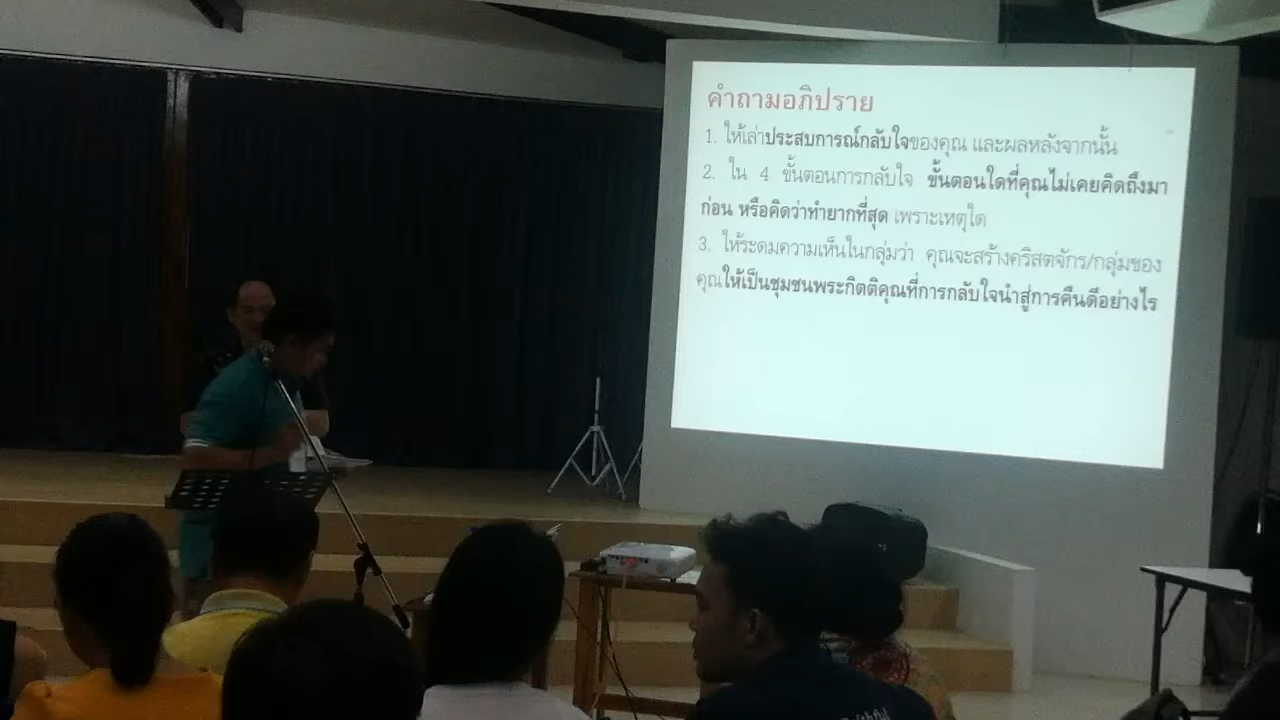 คำถามอภิปราย
1. ให้เล่าประสบการณ์กลับใจของคุณ และผลหลังจากนั้น
2. ใน 4 ขั้นตอนการกลับใจ ขั้นตอนใดที่คุณไม่เคยคิดถึงมา
ก่อน หรือคิดว่าทำยากที่สุด เพราะเหตุใด
3. ให้ระดมความเห็นในกลุ่มว่า คุณจะสร้างคริสตจักร/กลุ่มของ
คุณให้เป็นชุมชนพระกิตติคุณที่การกลับใจนำสู่การคืนดีอย่างไร